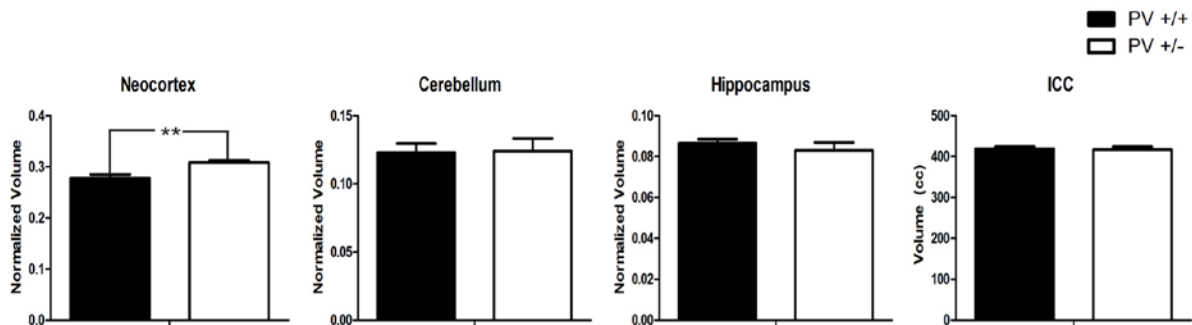 PV +/+
PV +/-
Neocortex
Normalized Volume
0.4
0.3
0.2
0.1
0.0
**
Cerebellum
Normalized Volume
0.15
0.10
0.05
0.00
Hippocampus
Normalized Volume
0.10
0.08
0.06
0.04
0.02
0.00
ICC
Volume (cc)
500
400
300
200
100
0